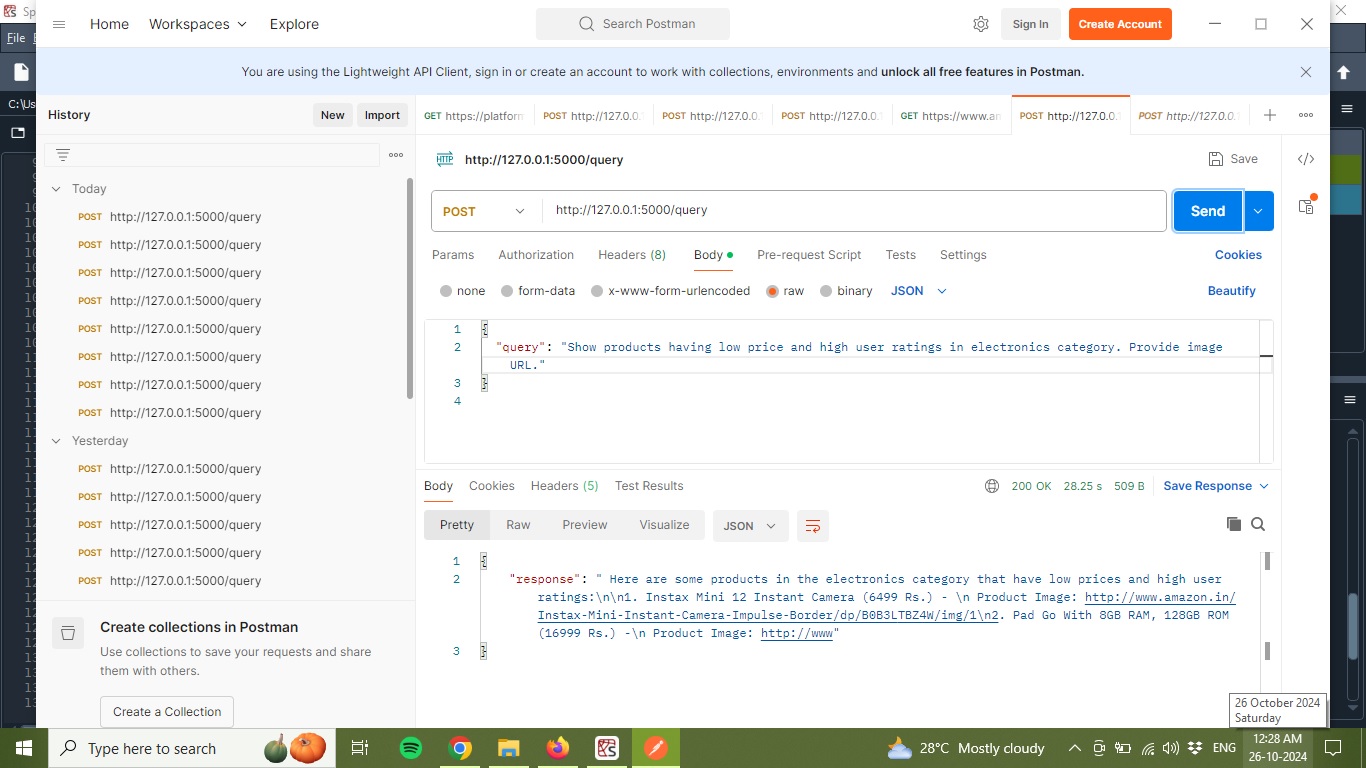 Sp
File
C:\Us
Home
Workspaces
Explore
Search Postman
Sign In
Create Account
You are using the Lightweight API Client, sign in or create an account to work with collections, environments and unlock all free features in Postman.
History
New
Import
GET https://platform
POST http://127.0.0.
POST http://127.0.0.1
POST http://127.0.0.1
GET https://www.an
POST http://127.0.0.1
POST http://127.0.0.1
HTTP
http://127.0.0.1:5000/query
Save
</>
POST
http://127.0.0.1:5000/query
Send
Params
Authorization
Headers (8)
Body
Pre-request Script
Tests
Settings
Cookies
none
form-data
x-www-form-urlencoded
raw
binary
JSON
Beautify
1 {
2 "query": "Show products having low price and high user ratings in electronics category. Provide image
URL."
3 }
4
Today
POST http://127.0.0.1:5000/query
POST http://127.0.0.1:5000/query
POST http://127.0.0.1:5000/query
POST http://127.0.0.1:5000/query
POST http://127.0.0.1:5000/query
POST http://127.0.0.1:5000/query
POST http://127.0.0.1:5000/query
POST http://127.0.0.1:5000/query
Yesterday
POST http://127.0.0.1:5000/query
POST http://127.0.0.1:5000/query
POST http://127.0.0.1:5000/query
POST http://127.0.0.1:5000/query
POST http://127.0.0.1:5000/query
Create collections in Postman
Use collections to save your requests and share
them with others.
Create a Collection
Body
Cookies
Headers (5)
Test Results
200 OK
28.25 s
509 B
Save Response
Pretty
Raw
Preview
Visualize
JSON
1 {
2 "response": " Here are some products in the electronics category that have low prices and high user
ratings:\n\n1. Instax Mini 12 Instant Camera (6499 Rs.) - \n Product Image: http://www.amazon.in/
Instax-Mini-Instant-Camera-Impulse-Border/dp/B0B3LTBZ4W/img/1\n2. Pad Go With 8GB RAM, 128GB ROM
(16999 Rs.) -\n Product Image: http://www"
3 }
26 October 2024
Saturday
Type here to search
28°C Mostly cloudy
ENG
12:28 AM
26-10-2024